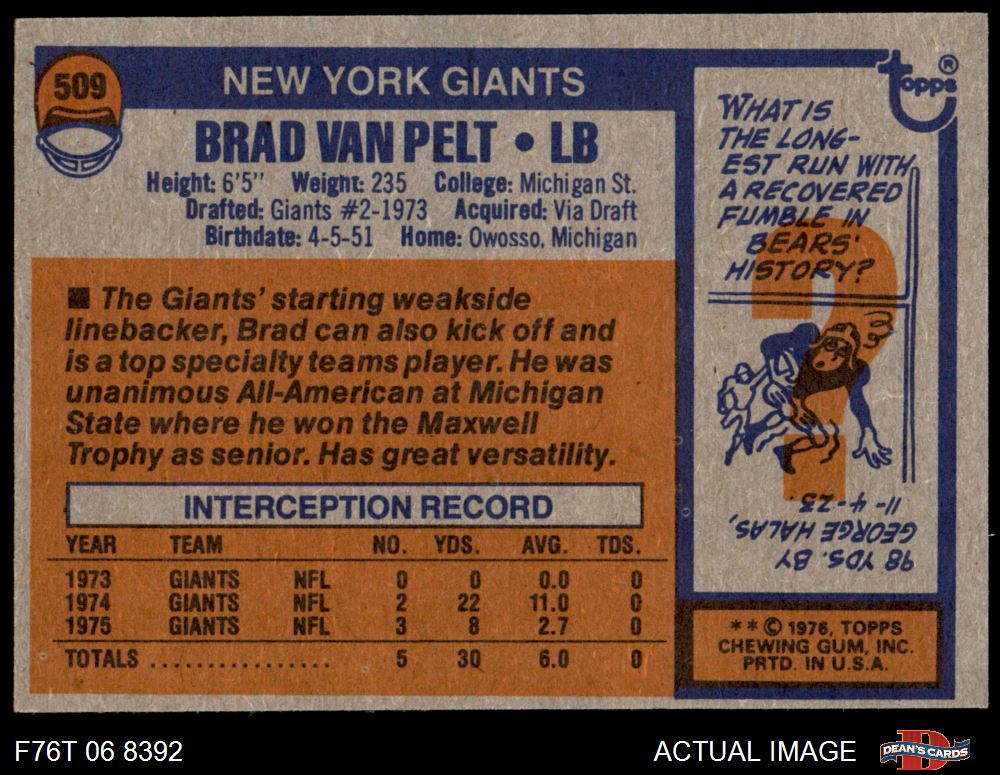 509
NEW YORK GIANTS
BRAD VAN PELT • LB
Height: 6'5" Weight: 235 College: Michigan St.
Drafted: Giants #2-1973 Acquired: Via Draft
Birthdate: 4-5-51 Home: Owosso, Michigan
■ The Giants' starting weakside
linebacker, Brad can also kick off and
is a top specialty teams player. He was
unanimous All-American at Michigan
State where he won the Maxwell
Trophy as senior. Has great versatility.
INTERCEPTION RECORD
YEAR TEAM NO. YDS. AVG. TDS.
1973 GIANTS NFL 0 0 0.0 0
1974 GIANTS NFL 2 22 11.0 0
1975 GIANTS NFL 3 8 2.7 0
TOTALS ................ 5 30 6.0 0
topps®
WHAT IS
THE LONG-
EST RUN WITH
A RECOVERED
FUMBLE IN
BEARS'
HISTORY?
?
98 YDS. BY
GEORGE HALAS,
11-4-23.
**© 1976, TOPPS
CHEWING GUM, INC.
PRTD. IN U.S.A.
F76T 06 8392
ACTUAL IMAGE
D
DEAN'S CARDS